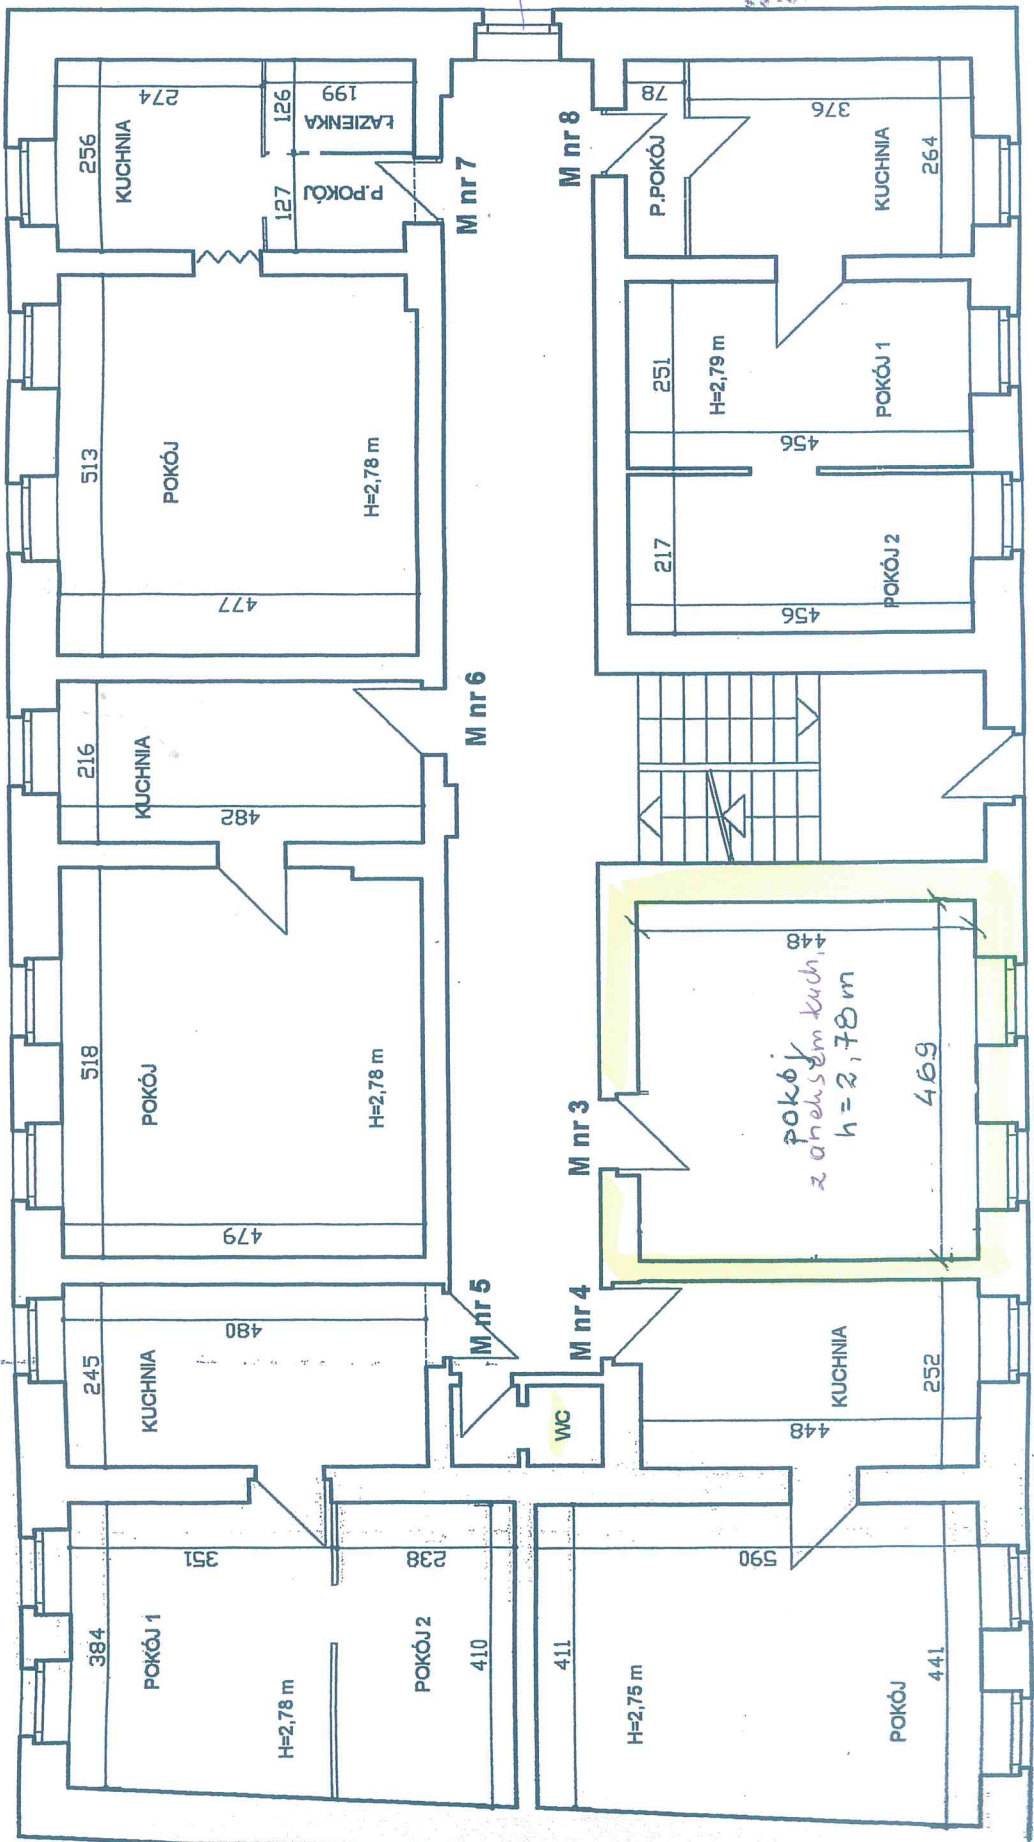 274
256
KUCHNIA
126
199
ŁAZIENKA
127
P.POKÓJ
M nr 7
513
POKÓJ
H=2,78 m
477
M nr 8
78
P.POKÓJ
376
KUCHNIA
264
251
H=2,79 m
456
POKÓJ 1
217
456
POKÓJ 2
216
KUCHNIA
482
M nr 6
518
POKÓJ
H=2,78 m
479
448
pokój
z aneksem kuch.
h=2,78m
469
M nr 3
480
245
KUCHNIA
M nr 5
M nr 4
WC
KUCHNIA
252
448
351
238
384
POKÓJ 1
H=2,78 m
POKÓJ 2
410
590
411
H=2,75 m
POKÓJ
441